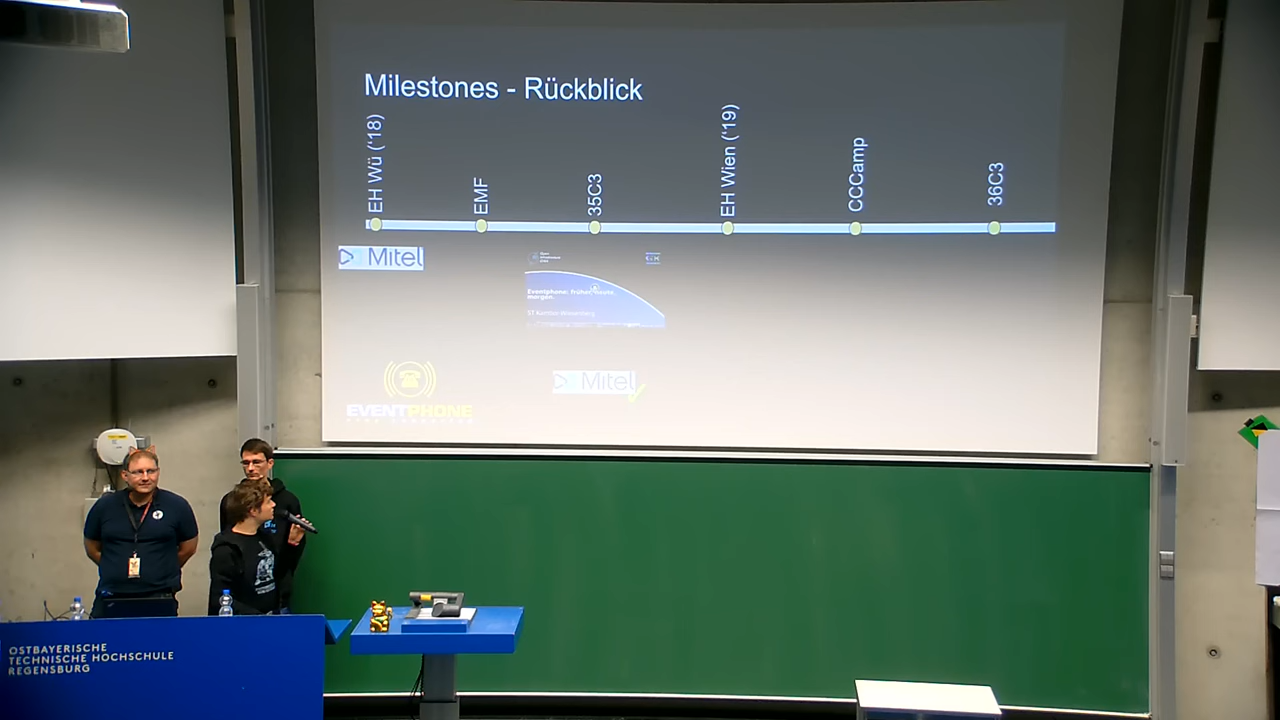 Milestones - Rückblick
EH Wü ('18)
EMF
35C3
EH Wien ('19)
CCCamp
36C3
Mitel
Eventphone: früher, heute,
morgen.
Mitel
EVENTPHONE
OSTBAYERISCHE
TECHNISCHE HOCHSCHULE
REGENSBURG